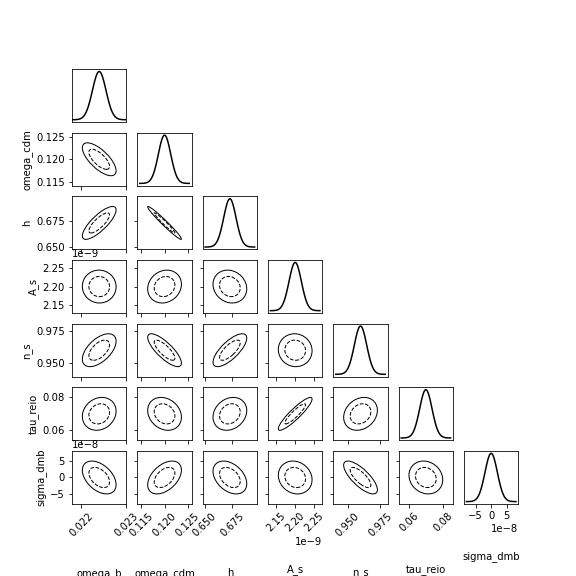 0.125
0.120
0.115
omega_cdm
0.675
0.650
h
1e−9
2.25
2.20
2.15
A_s
0.975
0.950
n_s
0.08
0.06
tau_reio
1e−8
5
0
−5
sigma_dmb
0.022
0.023
0.115
0.120
0.125
0.650
0.675
2.15
2.20
2.25
1e−9
0.950
0.975
0.06
0.08
−5
0
5
1e−8
omega_b
omega_cdm
h
A_s
n_s
tau_reio
sigma_dmb